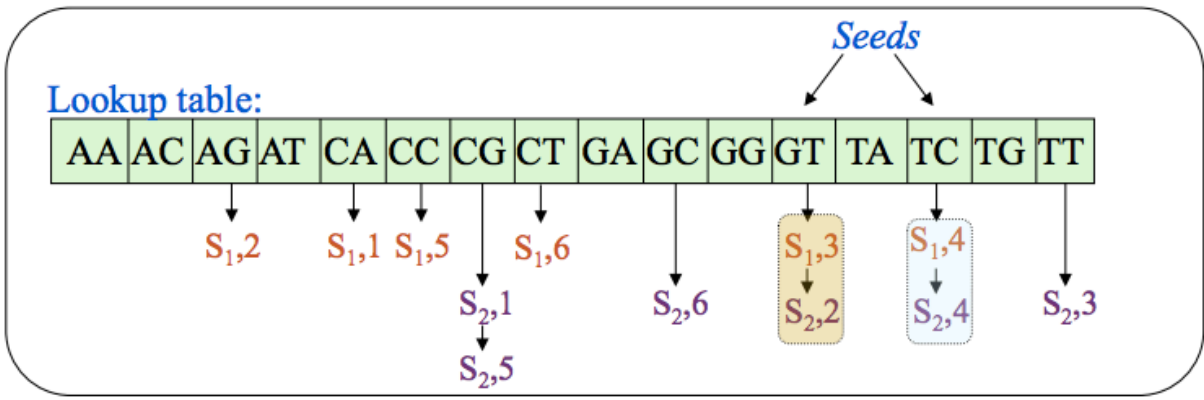 Seeds
Lookup table:
AA AC AG AT CA CC CG CT GA GC GG GT TA TC TG TT
S₁,2 S₁,1 S₁,5 S₁,6 S₁,3 S₁,4
S₂,1 S₂,6 S₂,2 S₂,4 S₂,3
S₂,5